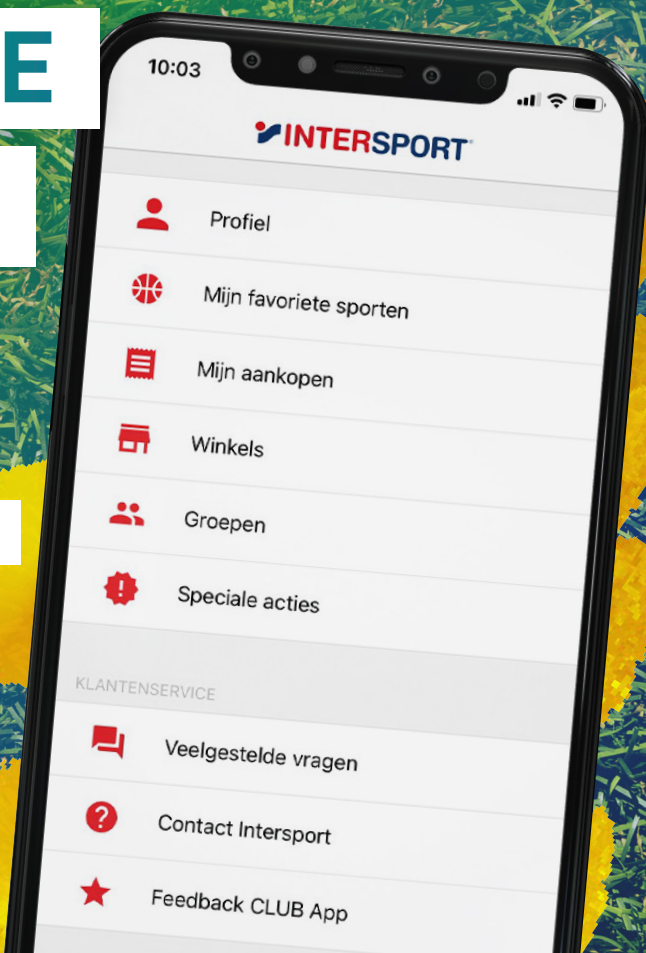 E
10:03
INTERSPORT
Profiel
Mijn favoriete sporten
Mijn aankopen
Winkels
Groepen
Speciale acties
KLANTENSERVICE
Veelgestelde vragen
Contact Intersport
Feedback CLUB App